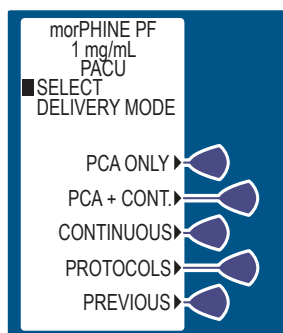 morPHINE PF
1 mg/mL
PACU
SELECT
DELIVERY MODE
PCA ONLY
PCA + CONT.
CONTINUOUS
PROTOCOLS
PREVIOUS